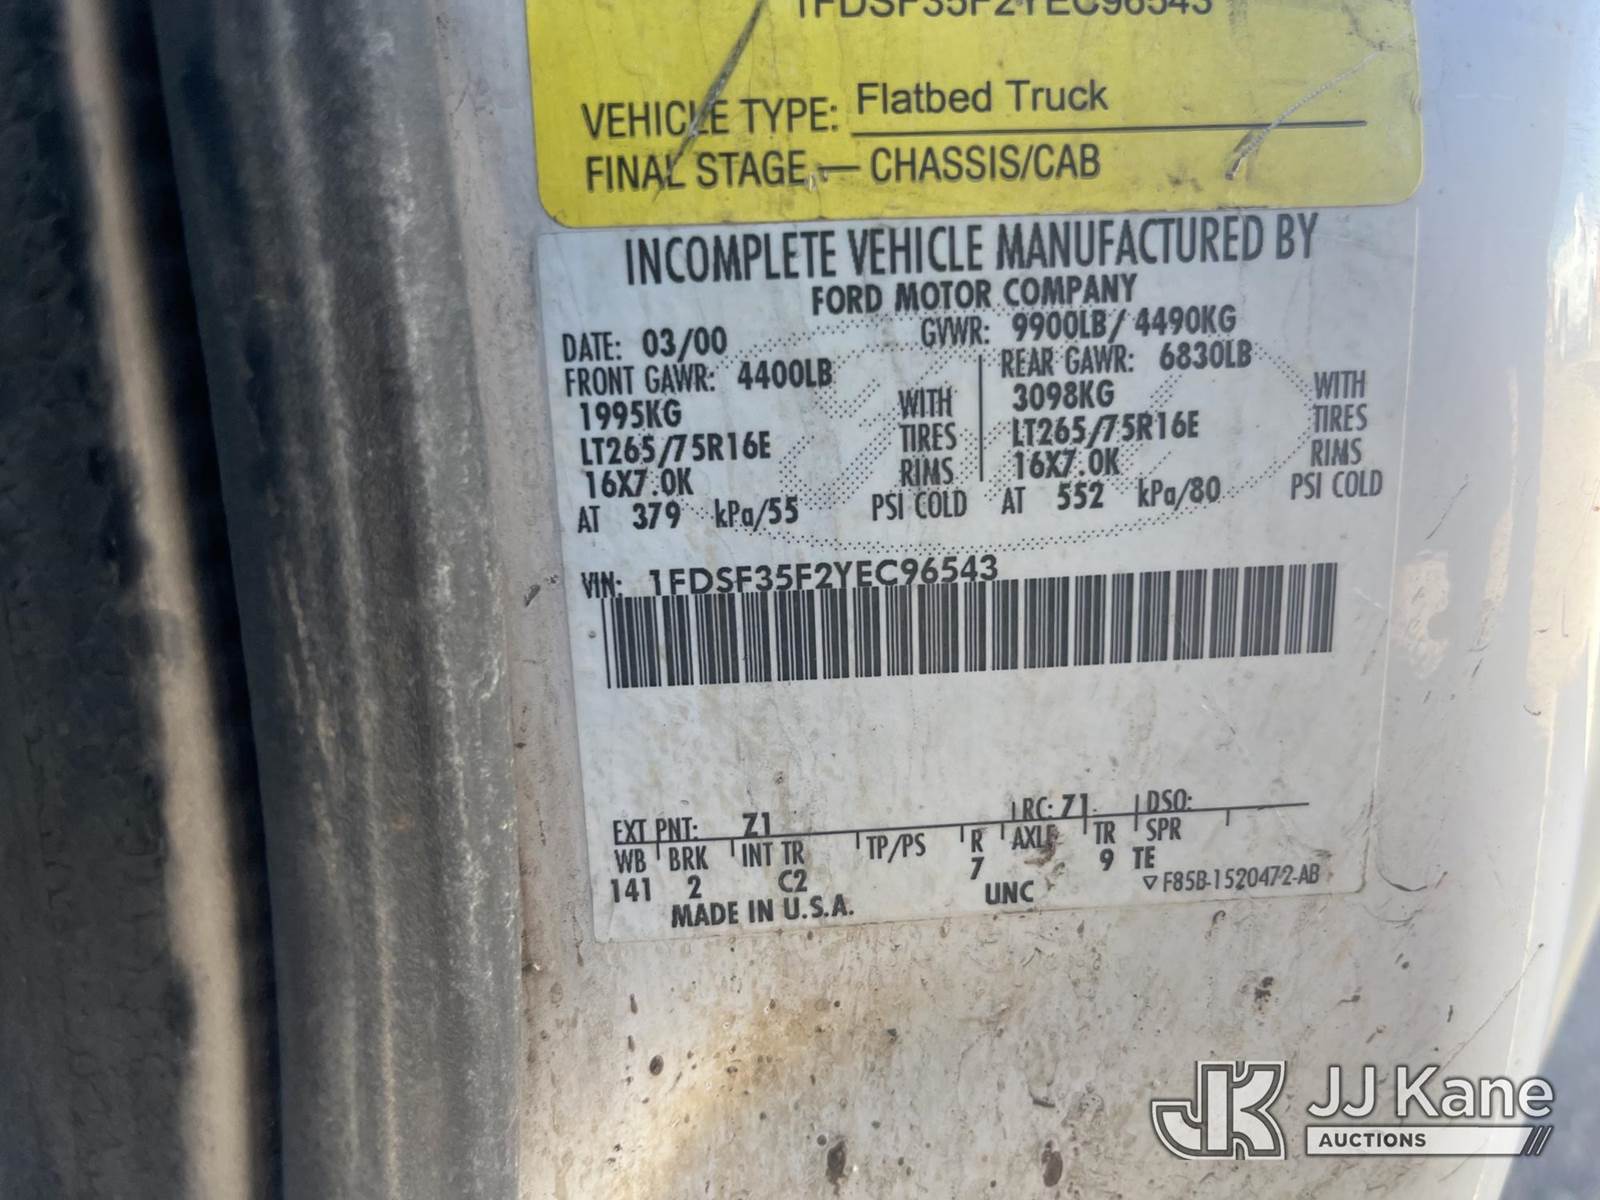 1FDSF35F2YEC96543
VEHICLE TYPE: Flatbed Truck
FINAL STAGE — CHASSIS/CAB
INCOMPLETE VEHICLE MANUFACTURED BY
FORD MOTOR COMPANY
DATE: 03/00 GVWR: 9900LB/ 4490KG
FRONT GAWR: 4400LB REAR GAWR: 6830LB
1995KG WITH 3098KG WITH
LT265/75R16E TIRES LT265/75R16E TIRES
16X7.0K RIMS 16X7.0K RIMS
AT 379 kPa/55 PSI COLD AT 552 kPa/80 PSI COLD
VIN: 1FDSF35F2YEC96543
EXT PNT: Z1 RC: 71 DSO:
WB BRK INT TR TP/PS R AXLE TR SPR
141 2 C2 7 9 TE
UNC F85B-1520472-AB
MADE IN U.S.A.
JK JJ Kane
AUCTIONS